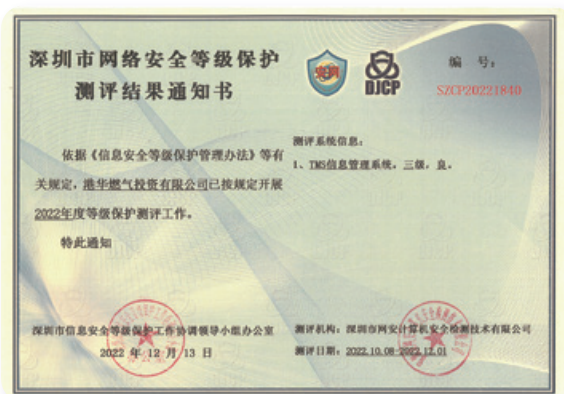 深圳市网络安全等级保护
测评结果通知书
依据《信息安全等级保护管理办法》等有
关规定，港华燃气投资有限公司已按规定开展
2022年度等级保护测评工作。
特此通知
深圳市信息安全等级保护工作协调领导小组办公室
2022 年 12 月 13 日
安网
DJCP
编 号：
SZCP20221840
测评系统信息：
1、TMS信息管理系统，三级，良。
测评机构：深圳市网安计算机安全检测技术有限公司
测评日期：2022.10.08-2022.12.01